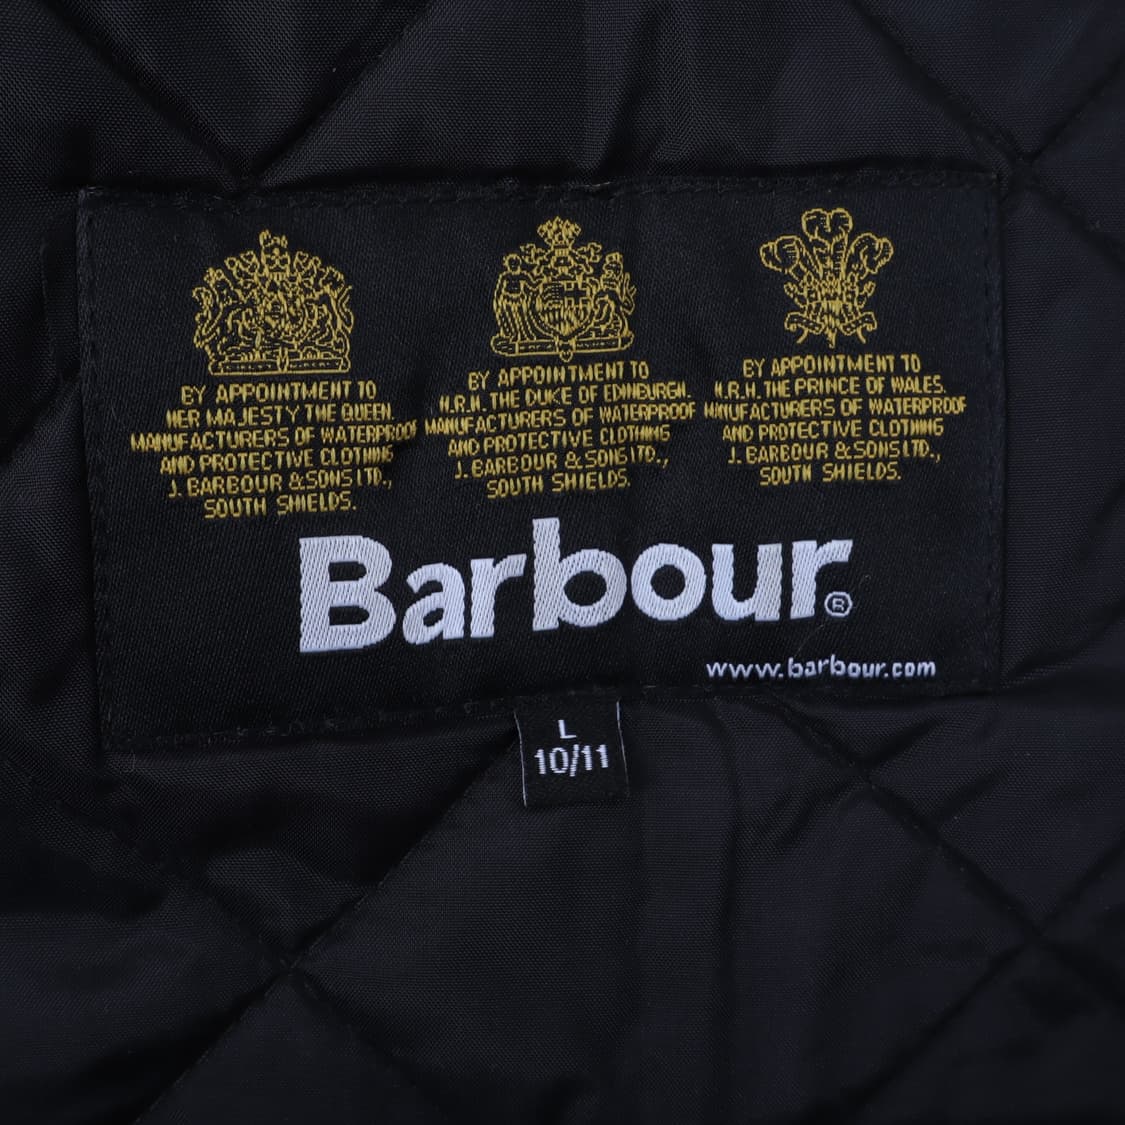 BY APPOINTMENT TO
HER MAJESTY THE QUEEN.
MANUFACTURERS OF WATERPROOF
AND PROTECTIVE CLOTHING
J. BARBOUR & SONS LTD.,
SOUTH SHIELDS.
BY APPOINTMENT TO
H.R.H. THE DUKE OF EDINBURGH.
MANUFACTURERS OF WATERPROOF
AND PROTECTIVE CLOTHING
J. BARBOUR & SONS LTD.,
SOUTH SHIELDS.
BY APPOINTMENT TO
H.R.H. THE PRINCE OF WALES.
MANUFACTURERS OF WATERPROOF
AND PROTECTIVE CLOTHING
J. BARBOUR & SONS LTD.,
SOUTH SHIELDS.
Barbour®
www.barbour.com
L
10/11